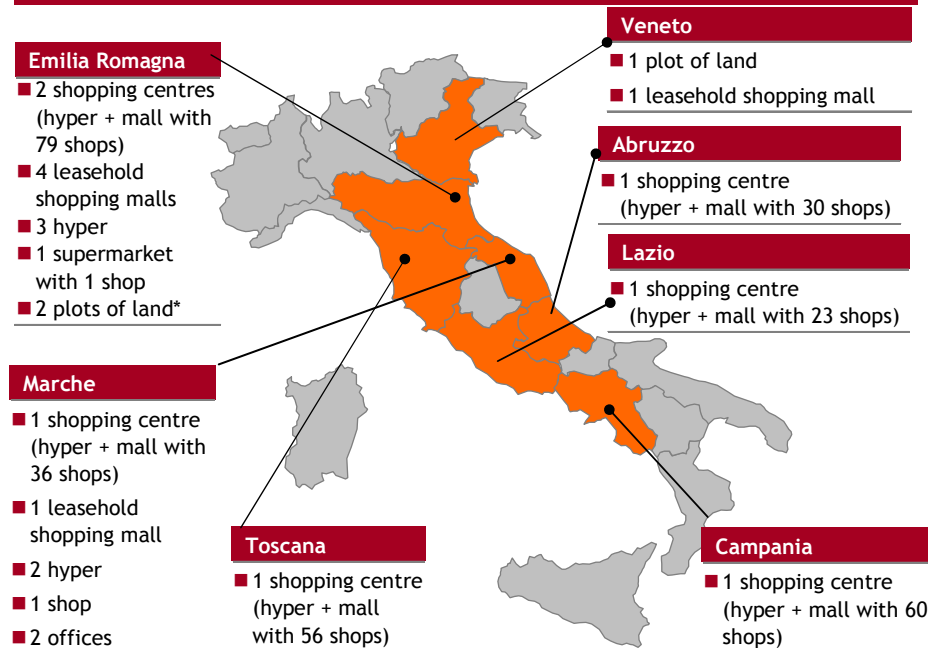 Emilia Romagna
■ 2 shopping centres
(hyper + mall with
79 shops)
■ 4 leasehold
shopping malls
■ 3 hyper
■ 1 supermarket
with 1 shop
■ 2 plots of land*
Veneto
■ 1 plot of land
■ 1 leasehold shopping mall
Abruzzo
■ 1 shopping centre
(hyper + mall with 30 shops)
Lazio
■ 1 shopping centre
(hyper + mall with 23 shops)
Marche
■ 1 shopping centre
(hyper + mall with
36 shops)
■ 1 leasehold
shopping mall
■ 2 hyper
■ 1 shop
■ 2 offices
Toscana
■ 1 shopping centre
(hyper + mall
with 56 shops)
Campania
■ 1 shopping centre
(hyper + mall with 60
shops)